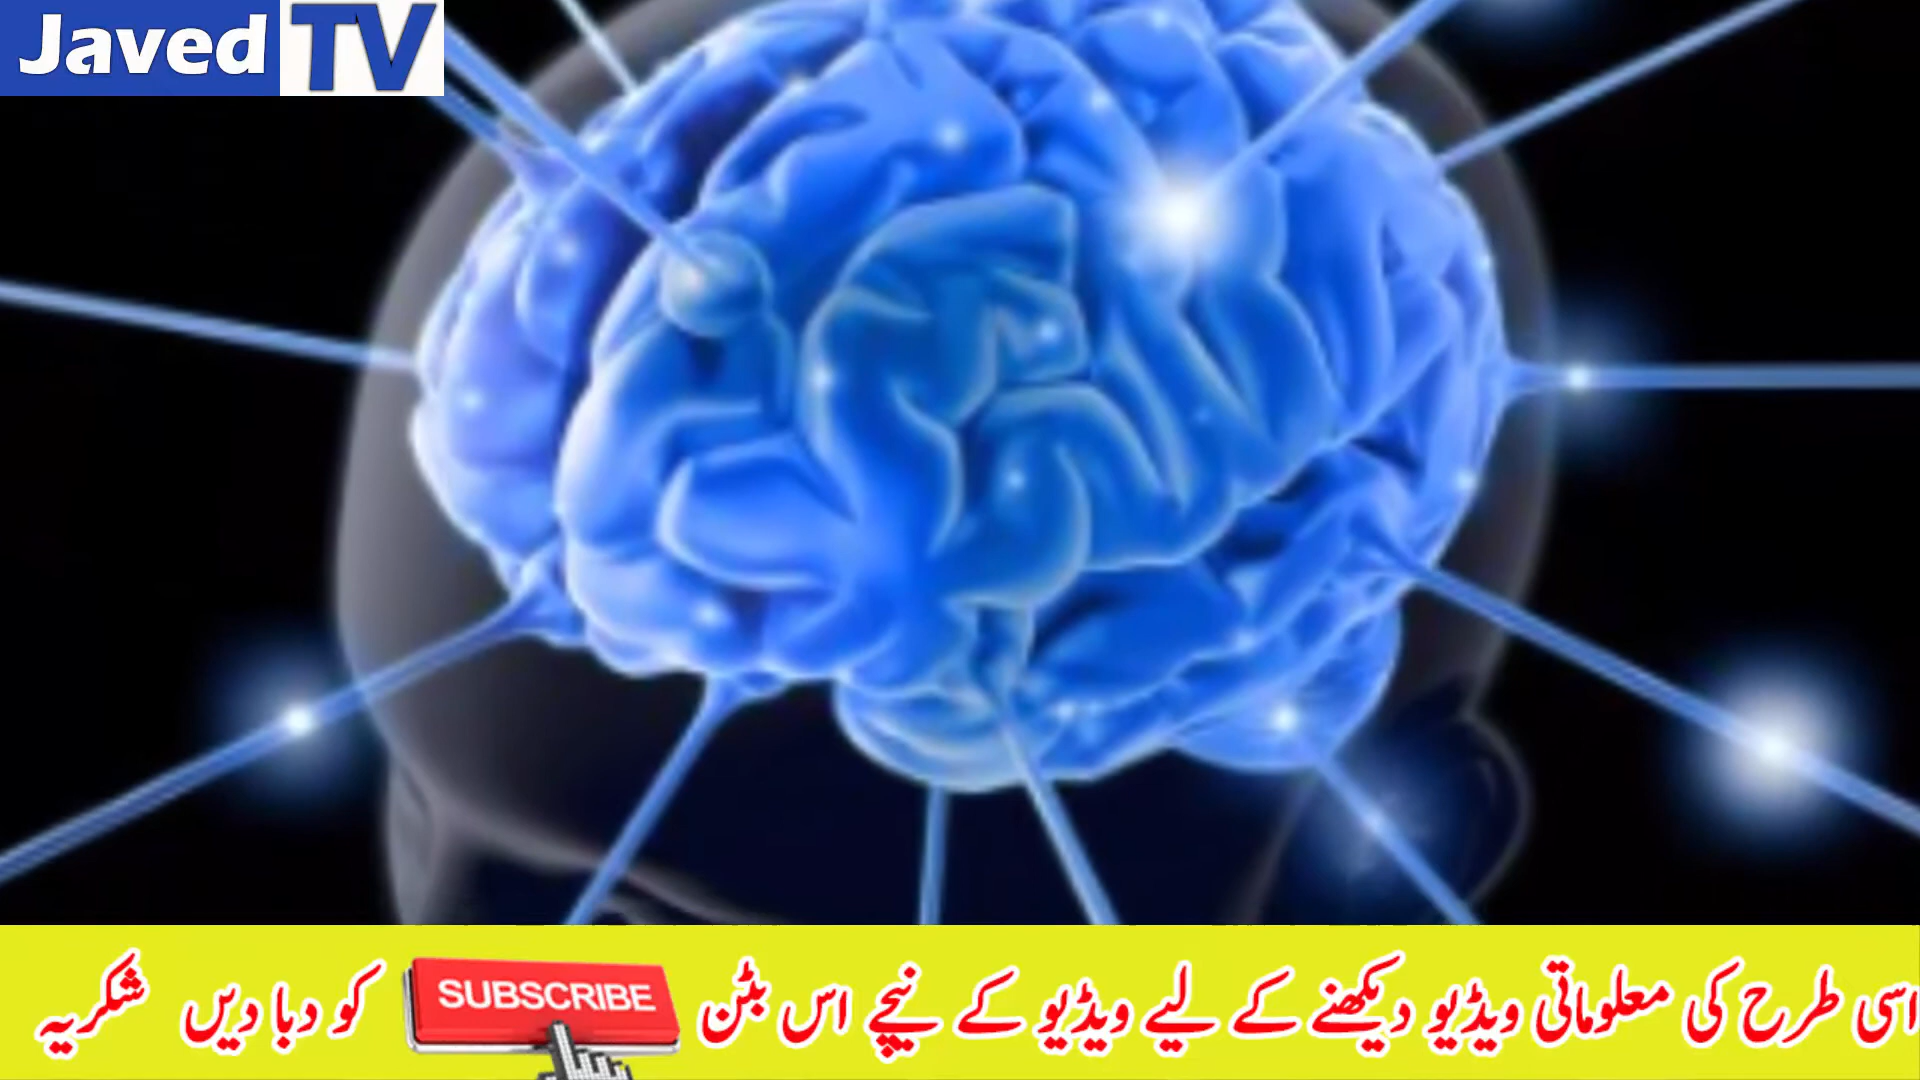 Javed TV
اسی طرح کی معلوماتی ویڈیو دیکھنے کے لیے ویڈیو کے نیچے اس بٹن SUBSCRIBE کو دبا دیں شکریہ